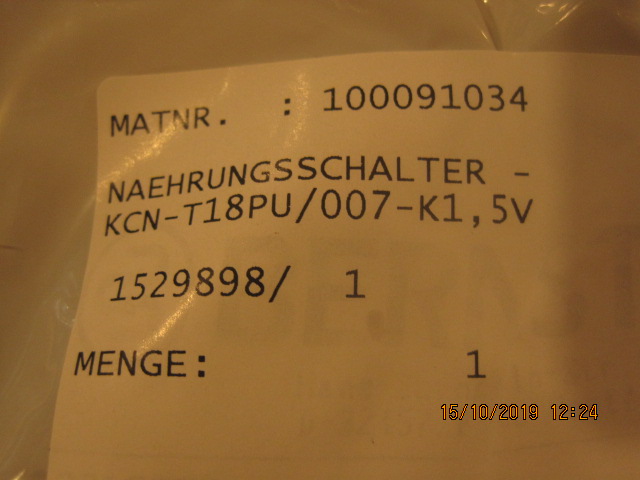 MATNR. : 100091034
NAEHRUNGSSCHALTER -
KCN-T18PU/007-K1,5V
1529898/ 1
MENGE: 1
15/10/2019 12:24